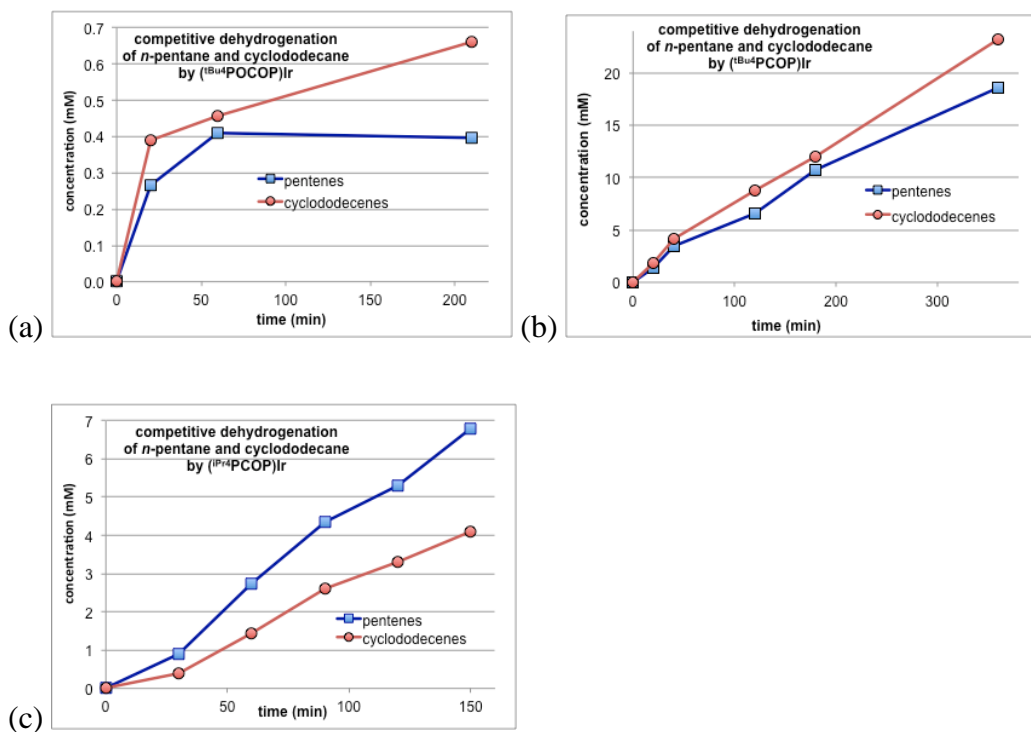 competitive dehydrogenation
of n-pentane and cyclododecane
by (tBu4POCOP)Ir
concentration (mM)
0.7
0.6
0.5
0.4
0.3
0.2
0.1
0.0
pentenes
cyclododecenes
0
50
100
150
200
time (min)
(a)
competitive dehydrogenation
of n-pentane and cyclododecane
by (tBu4PCOP)Ir
concentration (mM)
20
15
10
5
0
pentenes
cyclododecenes
0
100
200
300
time (min)
(b)
competitive dehydrogenation
of n-pentane and cyclododecane
by (iPr4PCOP)Ir
concentration (mM)
7
6
5
4
3
2
1
0
pentenes
cyclododecenes
0
50
100
150
time (min)
(c)